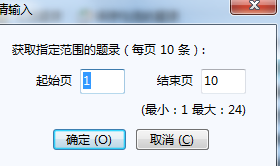 请输入
获取指定范围的题录（每页 10 条）:
起始页 1 结束页 10
(最小：1 最大：24)
确定 (O) 取消 (C)